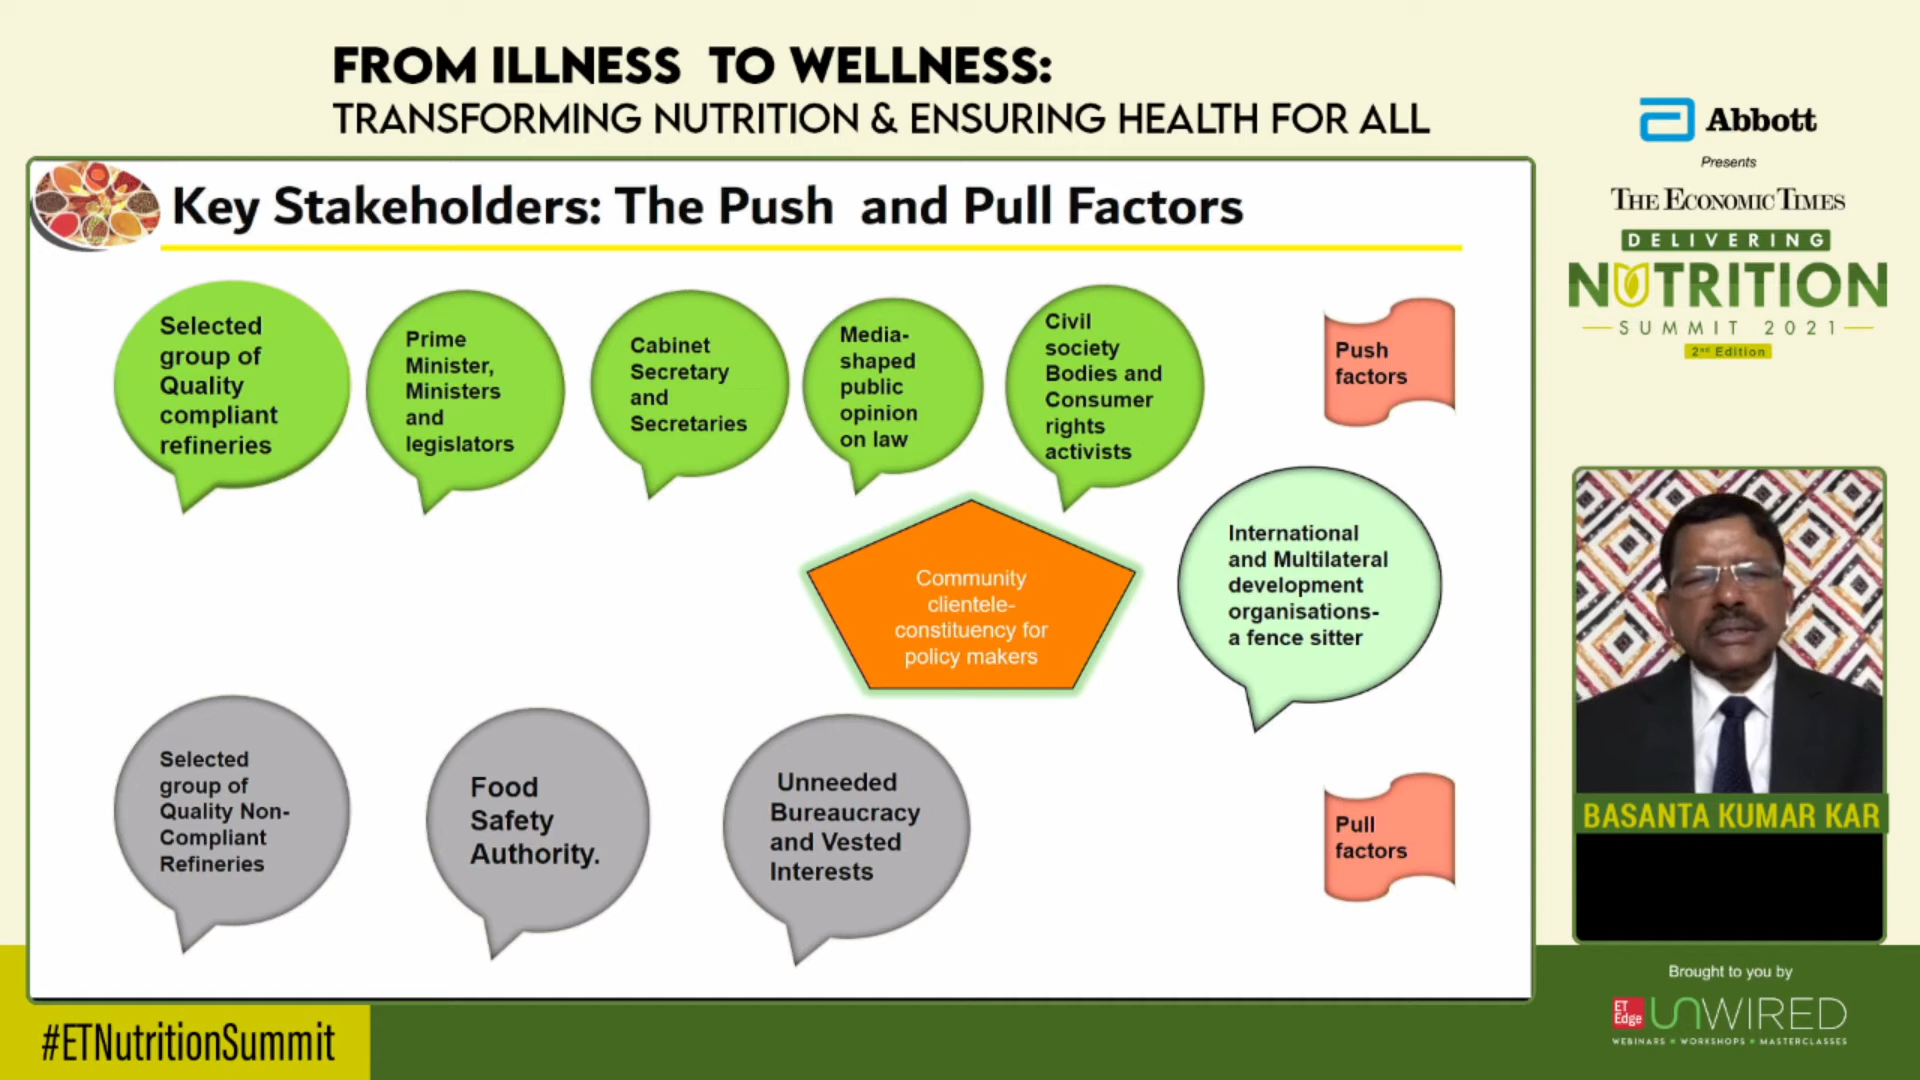 FROM ILLNESS TO WELLNESS:
TRANSFORMING NUTRITION & ENSURING HEALTH FOR ALL
Key Stakeholders: The Push and Pull Factors
Selected
group of
Quality
compliant
refineries
Prime
Minister,
Ministers
and
legislators
Cabinet
Secretary
and
Secretaries
Media-
shaped
public
opinion
on law
Civil
society
Bodies and
Consumer
rights
activists
Push
factors
Community
clientele-
constituency for
policy makers
International
and Multilateral
development
organisations-
a fence sitter
Selected
group of
Quality Non-
Compliant
Refineries
Food
Safety
Authority.
Unneeded
Bureaucracy
and Vested
Interests
Pull
factors
Abbott
Presents
THE ECONOMIC TIMES
DELIVERING
NUTRITION
SUMMIT 2021
2nd Edition
BASANTA KUMAR KAR
Brought to you by
ET
Edge
UNWIRED
WEBINARS • WORKSHOPS • MASTERCLASSES
#ETNutritionSummit